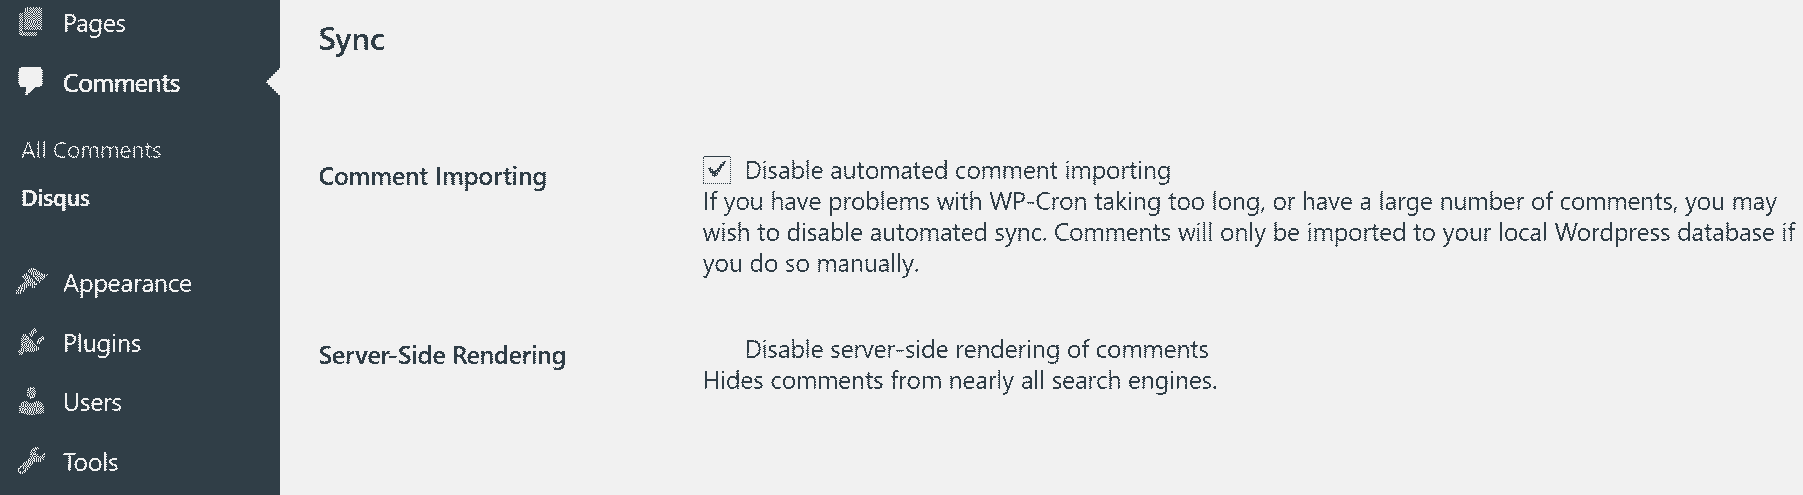 Pages
Comments
All Comments
Disqus
Appearance
Plugins
Users
Tools
Sync
Comment Importing
Disable automated comment importing
If you have problems with WP-Cron taking too long, or have a large number of comments, you may
wish to disable automated sync. Comments will only be imported to your local Wordpress database if
you do so manually.
Server-Side Rendering
Disable server-side rendering of comments
Hides comments from nearly all search engines.